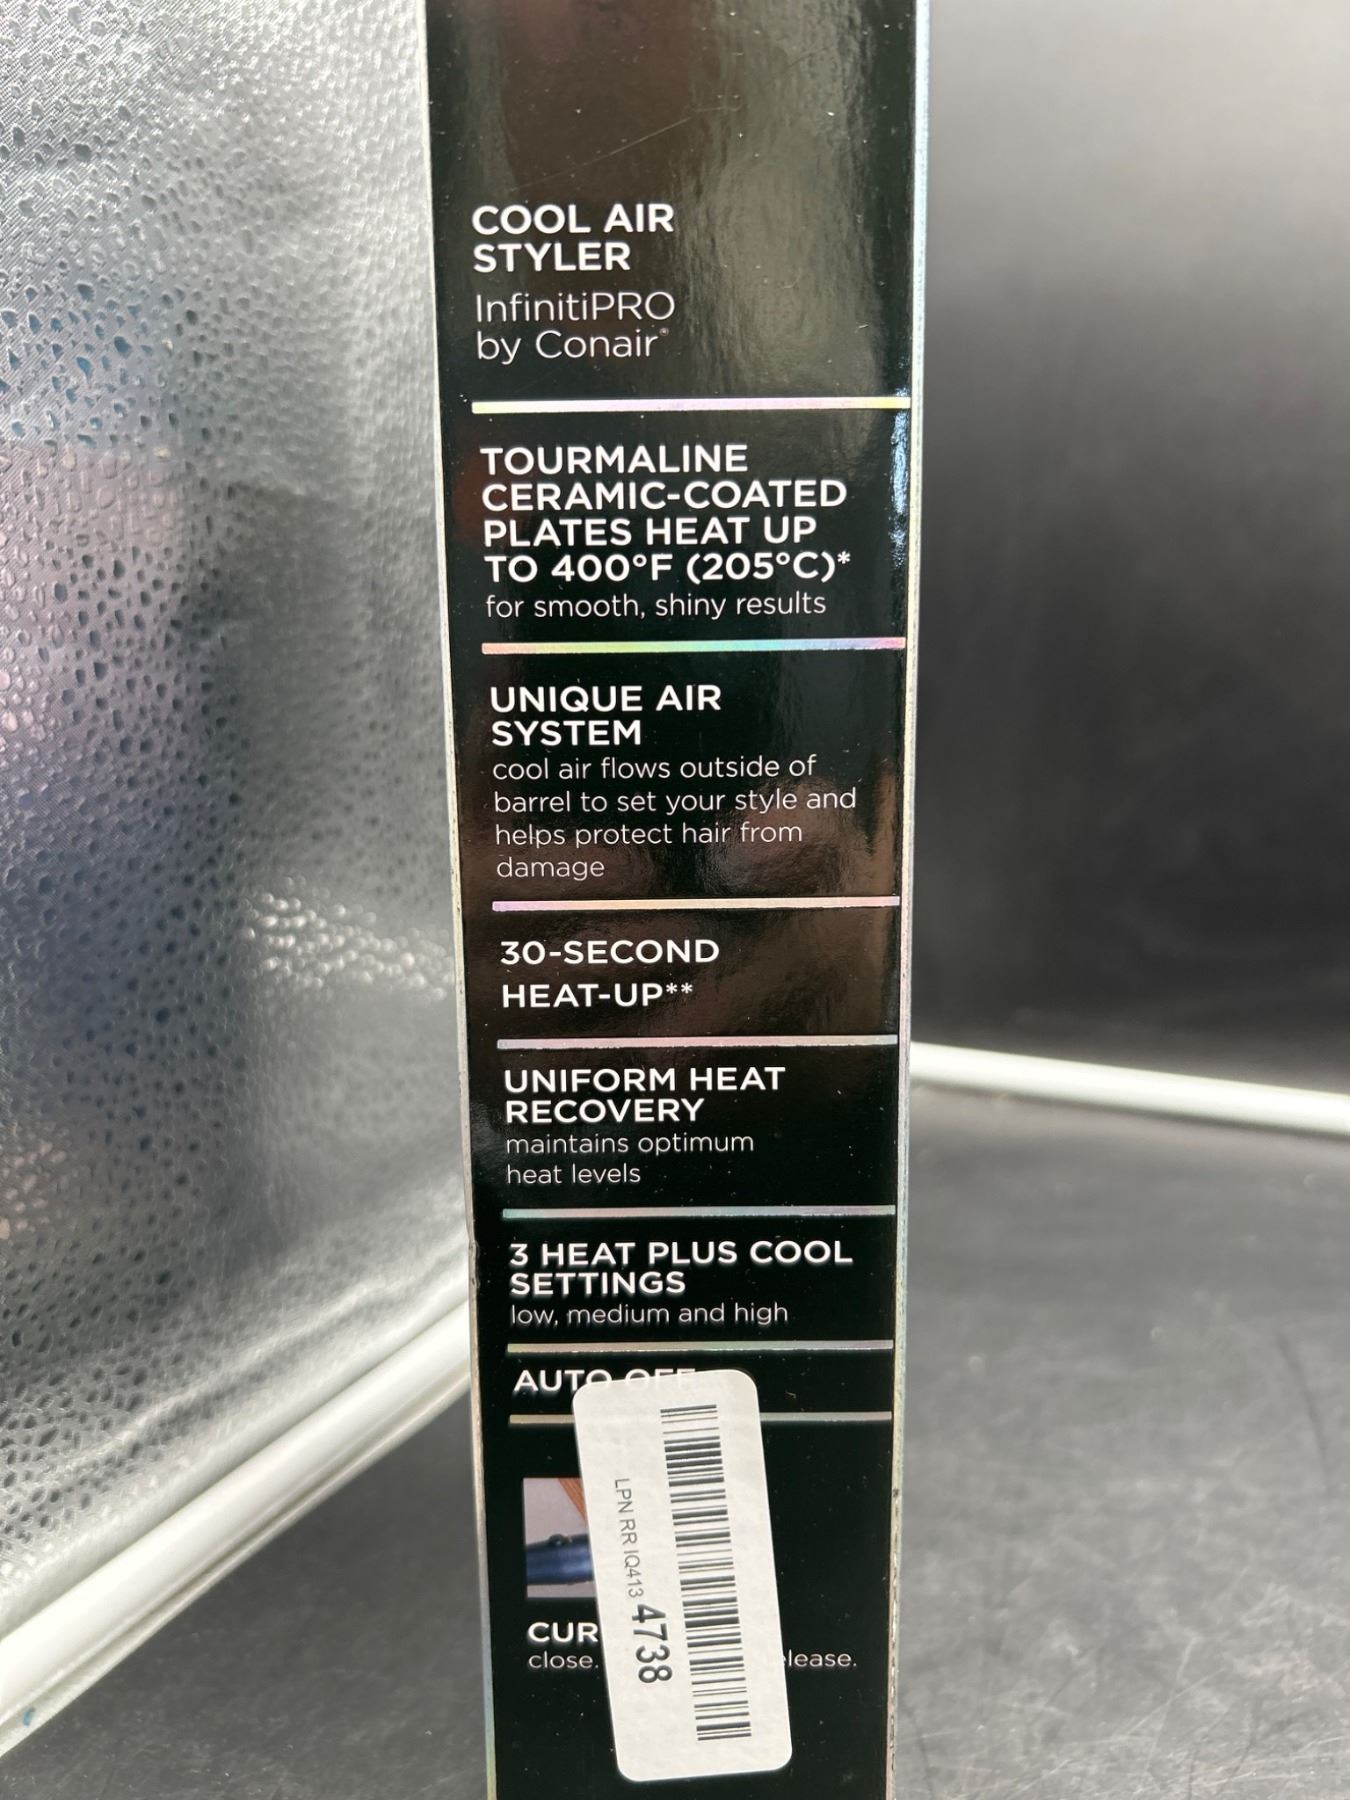 COOL AIR
STYLER
InfinitiPRO
by Conair®
TOURMALINE
CERAMIC-COATED
PLATES HEAT UP
TO 400°F (205°C)*
for smooth, shiny results
UNIQUE AIR
SYSTEM
cool air flows outside of
barrel to set your style and
helps protect hair from
damage
30-SECOND
HEAT-UP**
UNIFORM HEAT
RECOVERY
maintains optimum
heat levels
3 HEAT PLUS COOL
SETTINGS
low, medium and high
AUTO OFF
LPN RR IQ413 4738
close.